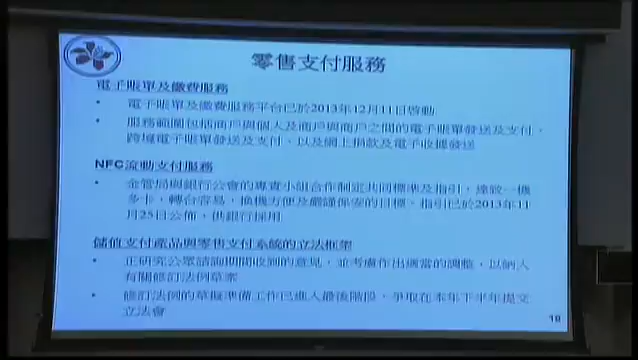 零售支付服務
電子賬單及繳費服務
• 電子賬單及繳費服務平台已於2013年12月11日啓動
• 服務範圍包括商戶與個人及商戶與商戶之間的電子賬單發送及支付、
跨境電子賬單發送及支付、以及網上捐款及電子收據發送
NFC流動支付服務
• 金管局與銀行公會的專責小組合作制定共同標準及指引，達致一機
多卡，轉台容易，換機方便及嚴謹保安的目標。指引已於2013年11
月25日公佈，供銀行採用
儲值支付產品與零售支付系統的立法框架
• 正研究公眾諮詢期間收到的意見，並考慮作出適當的調整，以納入
有關修訂法例草案
• 修訂法例的草擬準備工作已進入最後階段，爭取在本年下半年提交
立法會